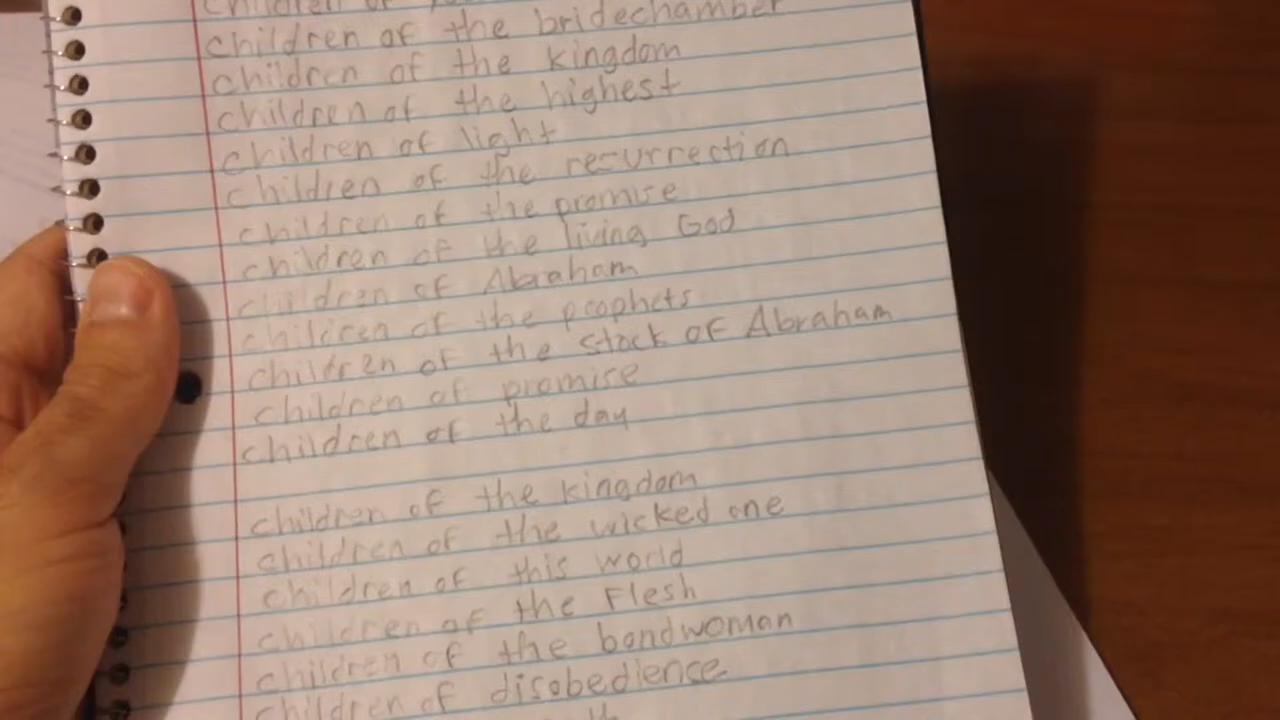 children of
children of the bridechamber
children of the kingdom
children of the highest
children of light
children of the resurrection
children of the promise
children of the living God
children of Abraham
children of the prophets
children of the stock of Abraham
children of promise
children of the day
children of the kingdom
children of the wicked one
children of this world
children of the Flesh
children of the bondwoman
children of disobedience